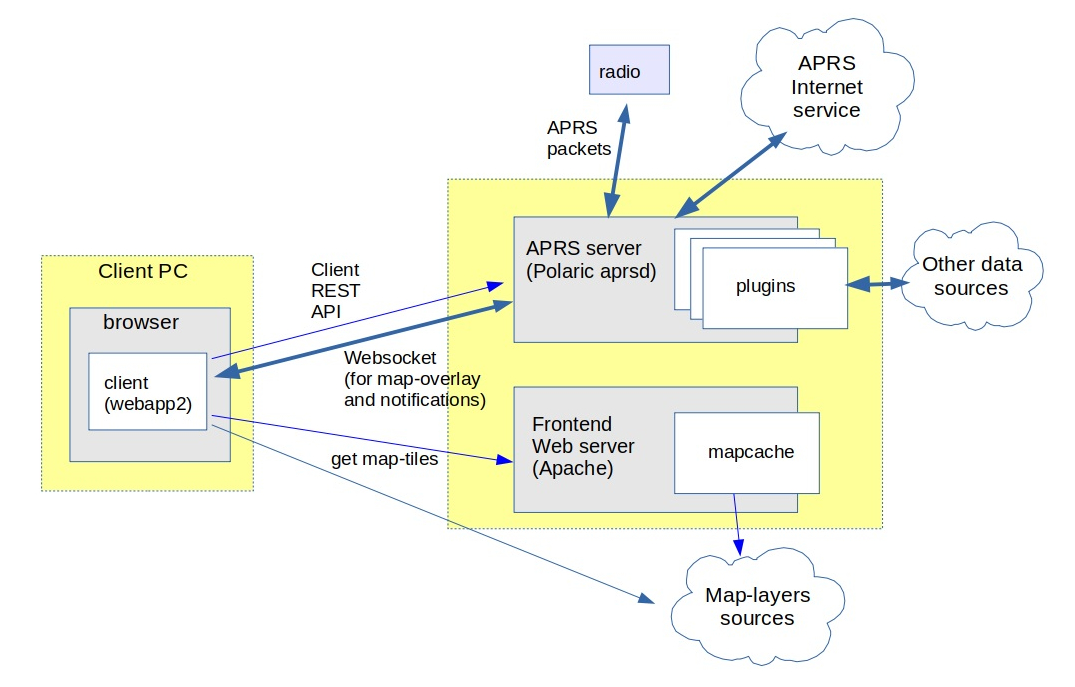 radio
APRS
Internet
service
APRS
packets
Client PC
browser
client
(webapp2)
Client
REST
API
Websocket
(for map-overlay
and notifications)
get map-tiles
APRS server
(Polaric aprsd)
plugins
Other data
sources
Frontend
Web server
(Apache)
mapcache
Map-layers
sources